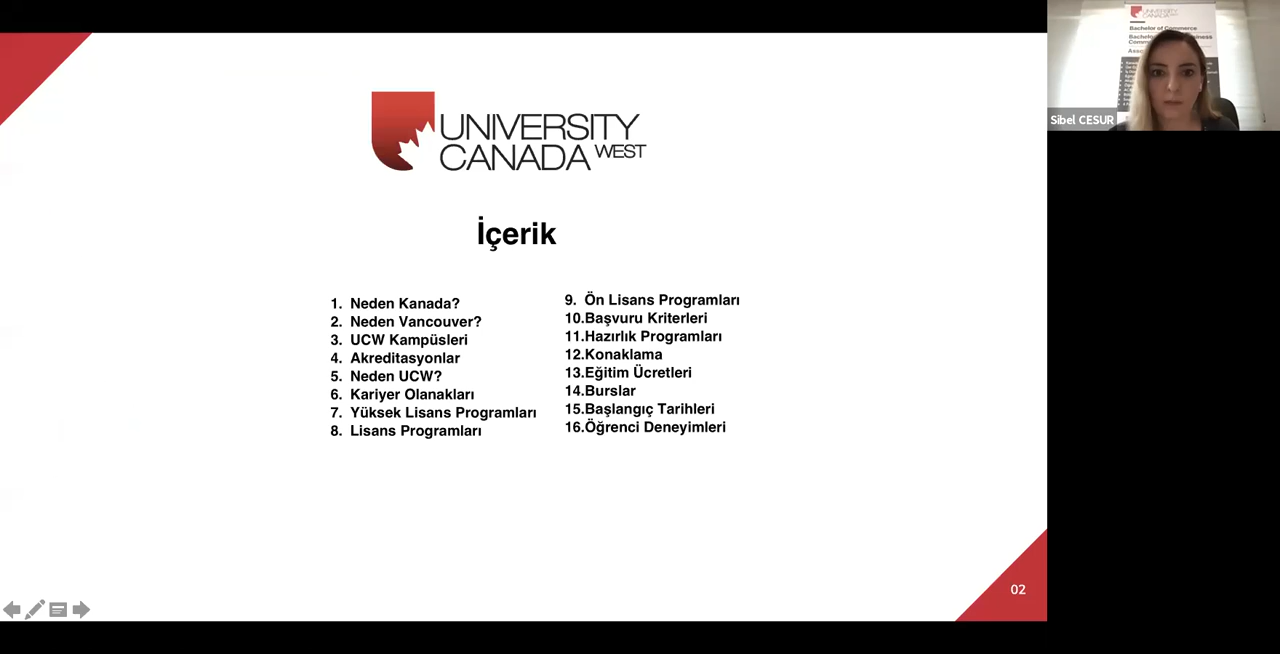 UNIVERSITY
CANADA WEST
İçerik
1. Neden Kanada?
2. Neden Vancouver?
3. UCW Kampüsleri
4. Akreditasyonlar
5. Neden UCW?
6. Kariyer Olanakları
7. Yüksek Lisans Programları
8. Lisans Programları
9. Ön Lisans Programları
10.Başvuru Kriterleri
11.Hazırlık Programları
12.Konaklama
13.Eğitim Ücretleri
14.Burslar
15.Başlangıç Tarihleri
16.Öğrenci Deneyimleri
02
UNIVERSITY
CANADA
Bachelor of Commerce
Sibel CESUR